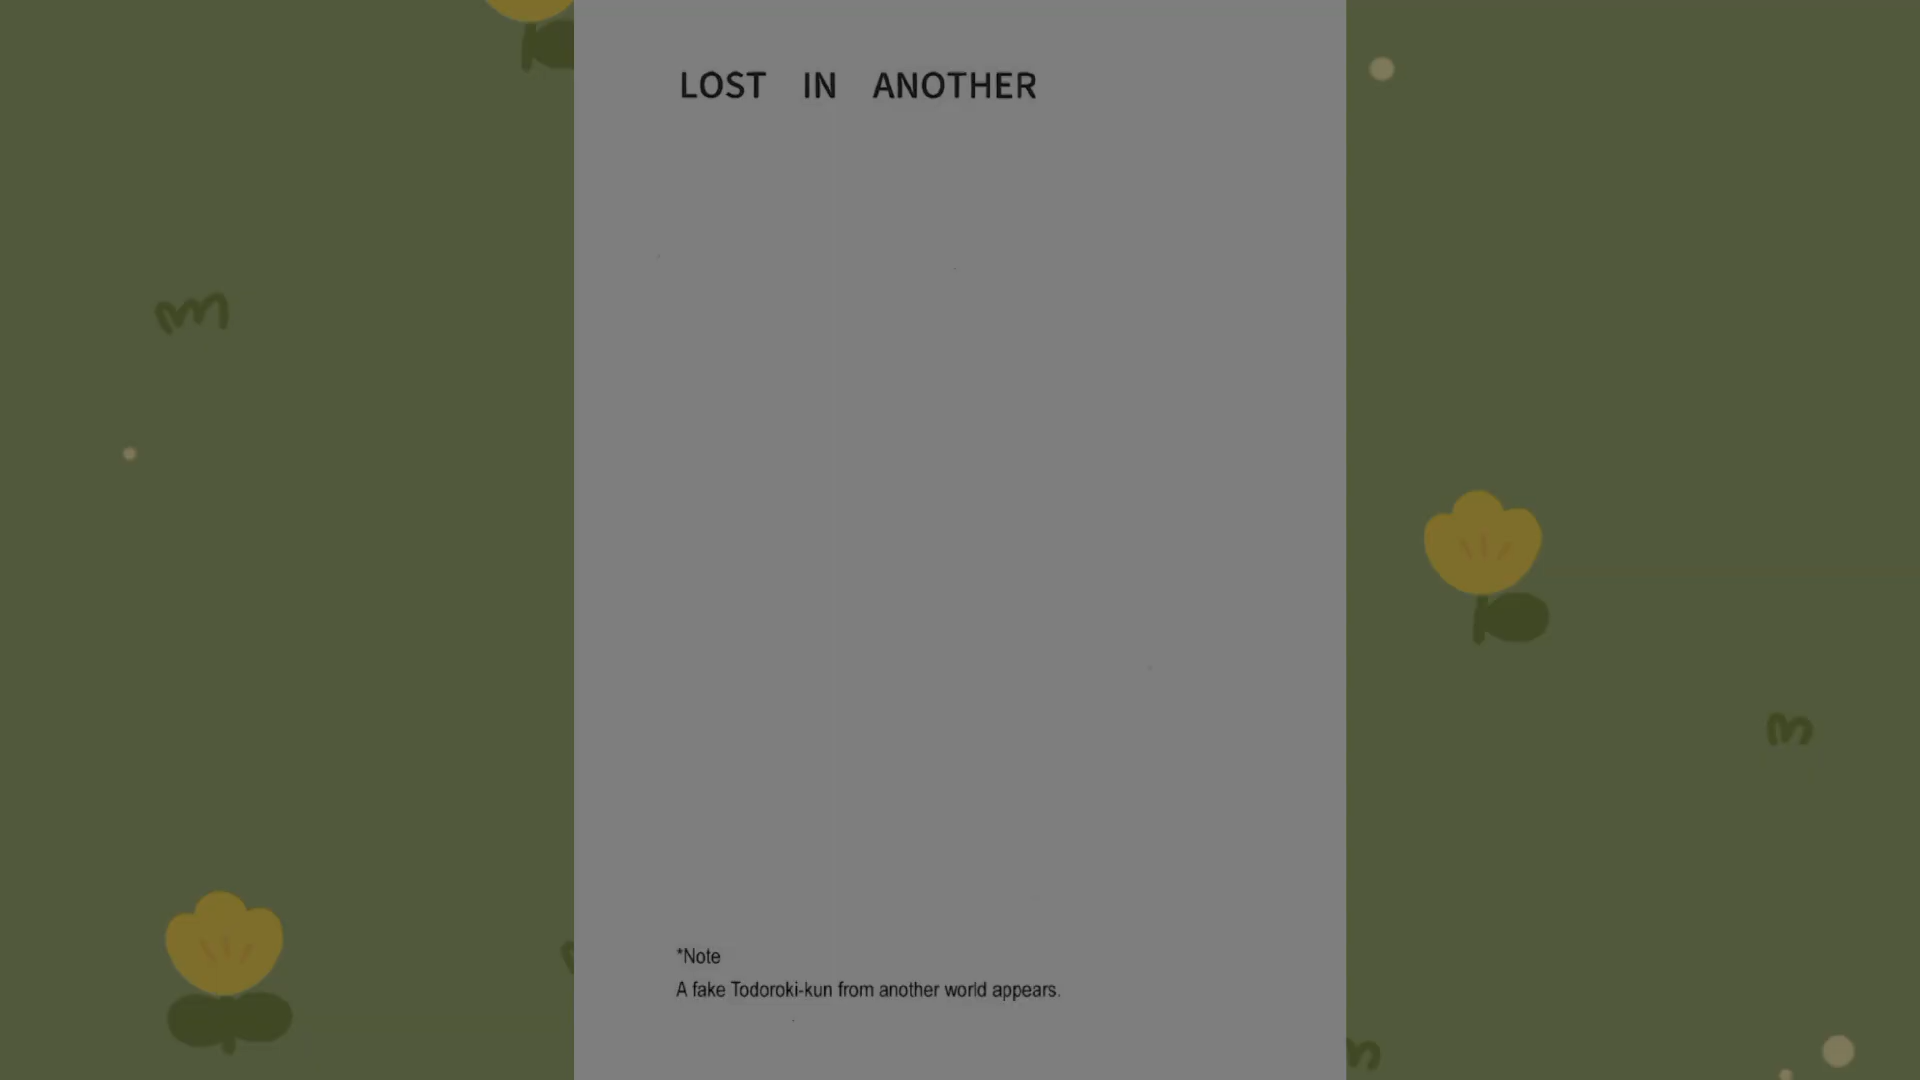 LOST IN ANOTHER
*Note
A fake Todoroki-kun from another world appears.